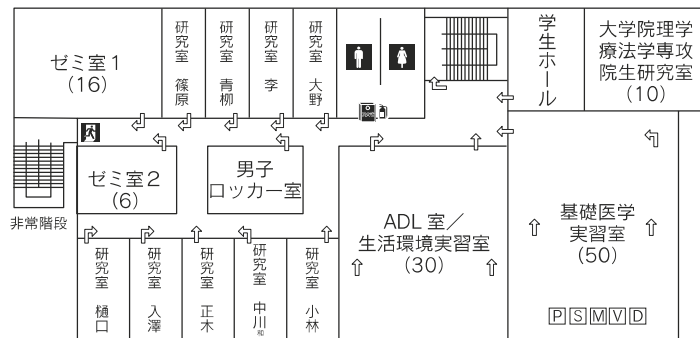 ゼミ室1
(16)
研究室 篠原
研究室 青柳
研究室 李
研究室 大野
学生ホール
大学院理学
療法学専攻
院生研究室
(10)
非常階段
ゼミ室2
(6)
男子
ロッカー室
ADL室／
生活環境実習室
(30)
基礎医学
実習室
(50)
PSMVD
研究室 樋口
研究室 入澤
研究室 正木
研究室 中川和
研究室 小林